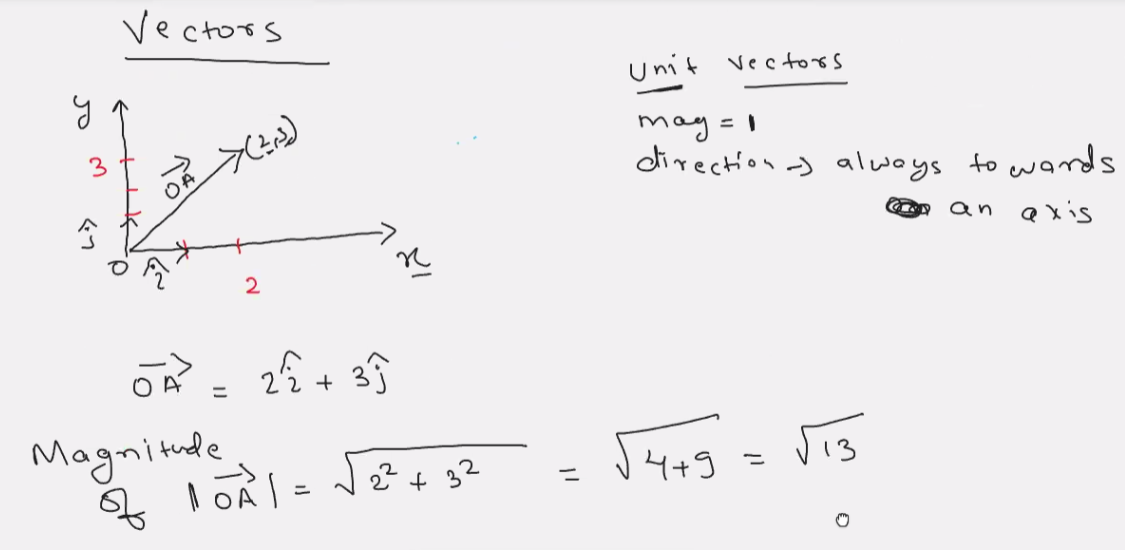 Vectors
y
3
OA
(2,3)
ĵ
O
î
2
x
Unit Vectors
mag = 1
direction → always towards
an axis
OA = 2î + 3ĵ
Magnitude
of |OA| = √2² + 3² = √4+9 = √13